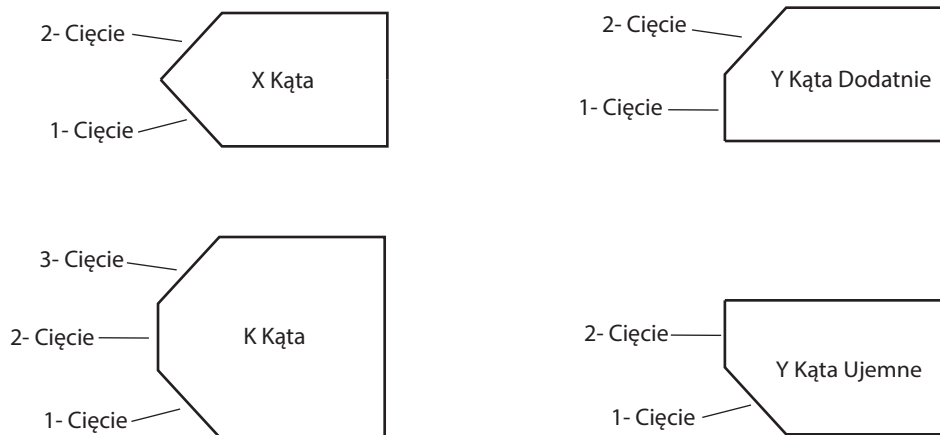 2- Cięcie
X Kąta
1- Cięcie
2- Cięcie
Y Kąta Dodatnie
1- Cięcie
3- Cięcie
2- Cięcie
K Kąta
1- Cięcie
2- Cięcie
Y Kąta Ujemne
1- Cięcie